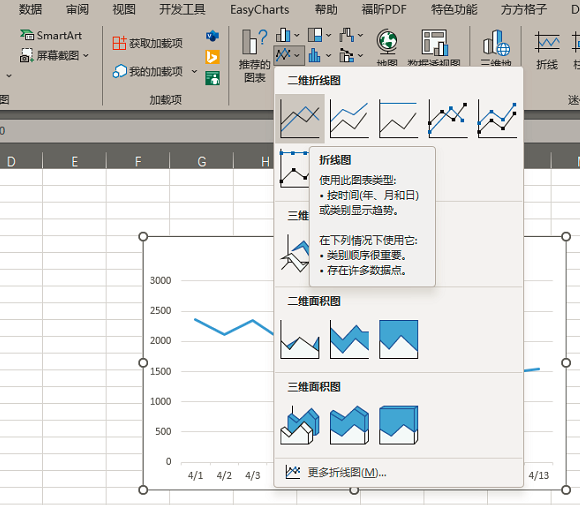 数据 审阅 视图 开发工具 EasyCharts 帮助 福昕PDF 特色功能 方方格子 D
SmartArt
屏幕截图
获取加载项
我的加载项
推荐的
图表
地图
数据透视图
三维地
折线
图
加载项
迷
0
D E F G H
二维折线图
折线图
使用此图表类型:
• 按时间(年、月和日)
或类别显示趋势。
在下列情况下使用它:
• 类别顺序很重要。
• 存在许多数据点。
三维
二维面积图
三维面积图
更多折线图(M)...
3000
2500
2000
1500
1000
500
0
4/1 4/2 4/3 4/13